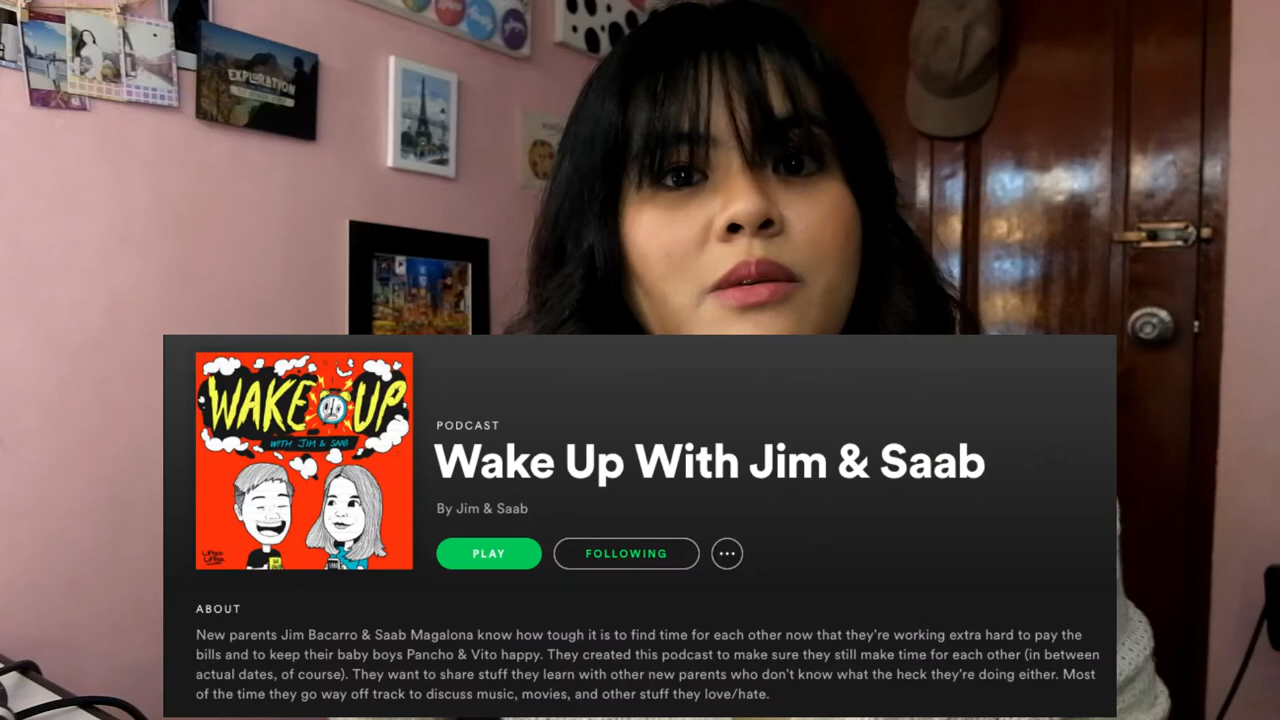 EXPLORATION
WAKE UP
WITH JIM & SAAB
PODCAST
Wake Up With Jim & Saab
By Jim & Saab
PLAY
FOLLOWING
ABOUT
New parents Jim Bacarro & Saab Magalona know how tough it is to find time for each other now that they're working extra hard to pay the
bills and to keep their baby boys Pancho & Vito happy. They created this podcast to make sure they still make time for each other (in between
actual dates, of course). They want to share stuff they learn with other new parents who don't know what the heck they're doing either. Most
of the time they go way off track to discuss music, movies, and other stuff they love/hate.